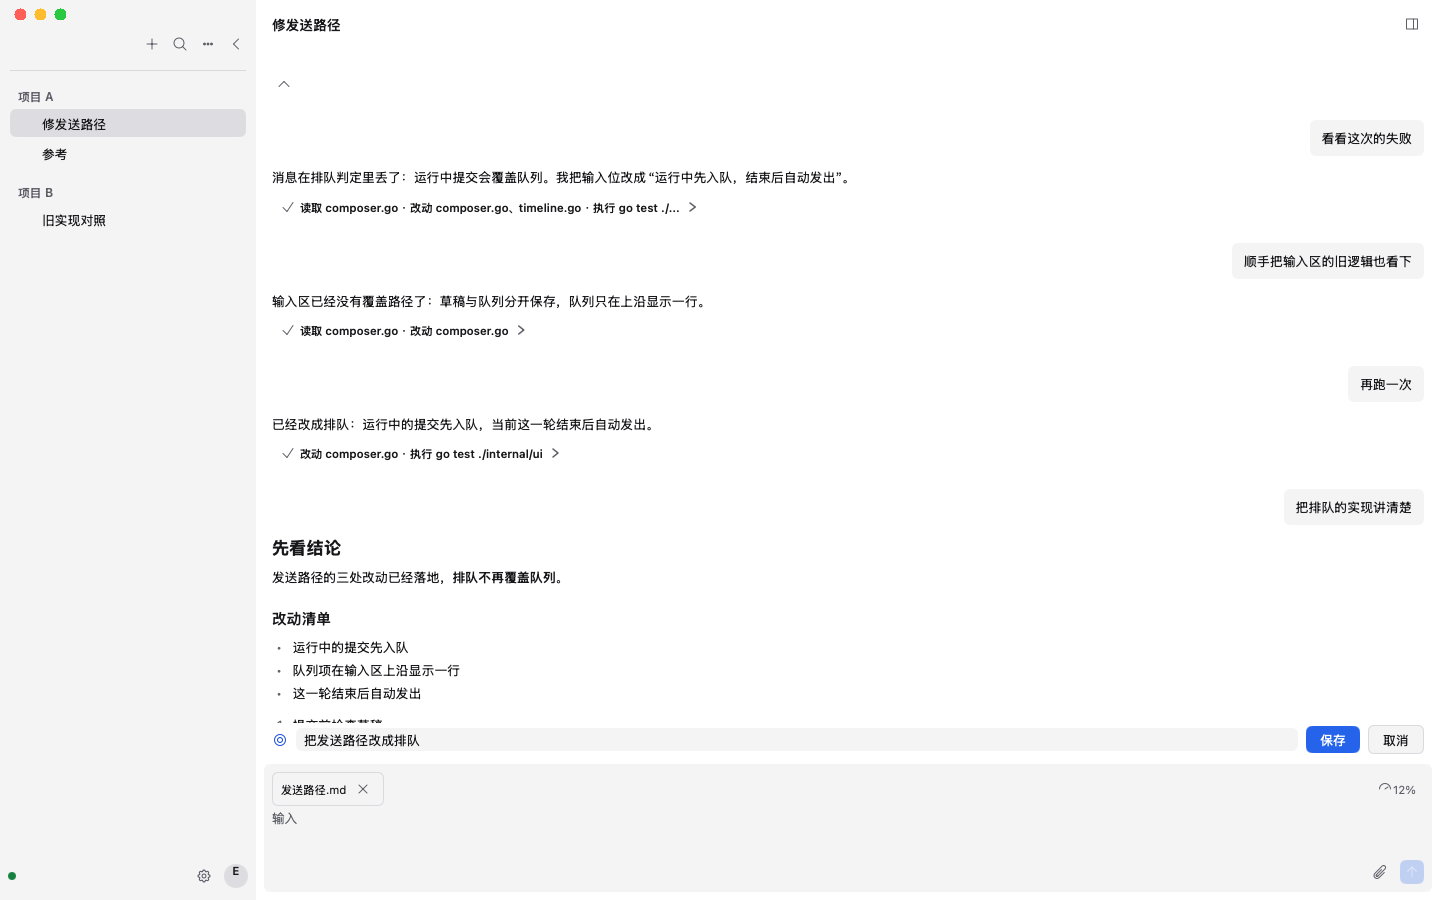 修发送路径
项目 A
修发送路径
参考
项目 B
旧实现对照
E
看看这次的失败
消息在排队判定里丢了：运行中提交会覆盖队列。我把输入位改成 “运行中先入队，结束后自动发出”。
读取 composer.go · 改动 composer.go、timeline.go · 执行 go test ./...
顺手把输入区的旧逻辑也看下
输入区已经没有覆盖路径了：草稿与队列分开保存，队列只在上沿显示一行。
读取 composer.go · 改动 composer.go
再跑一次
已经改成排队：运行中的提交先入队，当前这一轮结束后自动发出。
改动 composer.go · 执行 go test ./internal/ui
把排队的实现讲清楚
先看结论
发送路径的三处改动已经落地，排队不再覆盖队列。
改动清单
• 运行中的提交先入队
• 队列项在输入区上沿显示一行
• 这一轮结束后自动发出
把发送路径改成排队
保存
取消
发送路径.md
12%
输入